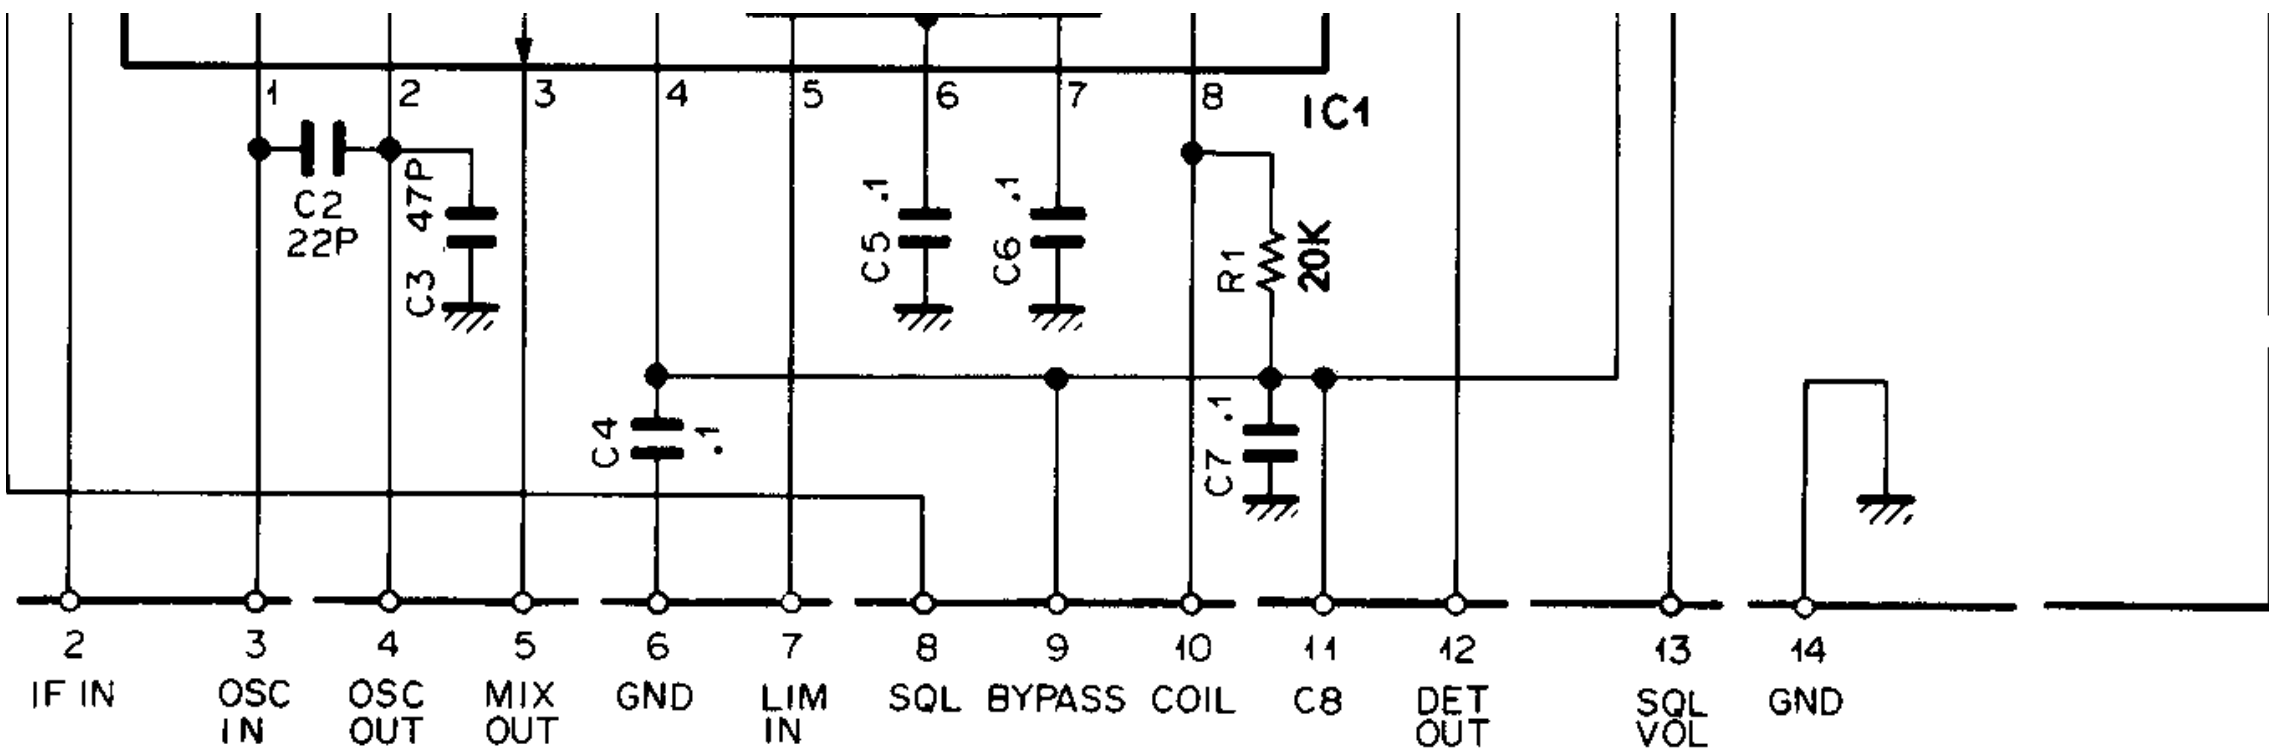 1 2 3 4 5 6 7 8
IC1
C2
22P
47P
C3
.1
C5
.1
C6
R1
20K
C4
.1
.1
C7
2 3 4 5 6 7 8 9 10 11 12 13 14
IF IN
OSC
IN
OSC
OUT
MIX
OUT
GND
LIM
IN
SQL
BYPASS
COIL
C8
DET
OUT
SQL
VOL
GND